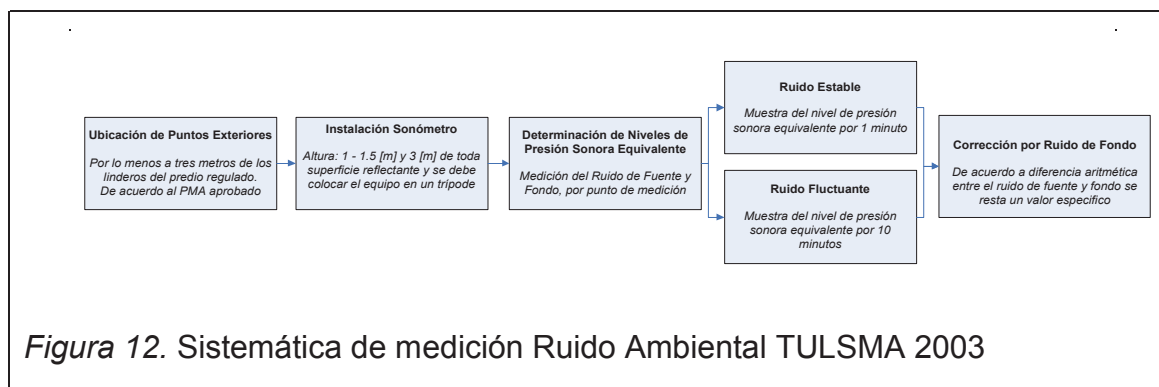 Ubicación de Puntos Exteriores
Por lo menos a tres metros de los
linderos del predio regulado.
De acuerdo al PMA aprobado
Instalación Sonómetro
Altura: 1 - 1.5 [m] y 3 [m] de toda
superficie reflectante y se debe
colocar el equipo en un trípode
Determinación de Niveles de
Presión Sonora Equivalente
Medición del Ruido de Fuente y
Fondo, por punto de medición
Ruido Estable
Muestra del nivel de presión
sonora equivalente por 1 minuto
Ruido Fluctuante
Muestra del nivel de presión
sonora equivalente por 10
minutos
Corrección por Ruido de Fondo
De acuerdo a diferencia aritmética
entre el ruido de fuente y fondo se
resta un valor especifico
Figura 12. Sistemática de medición Ruido Ambiental TULSMA 2003